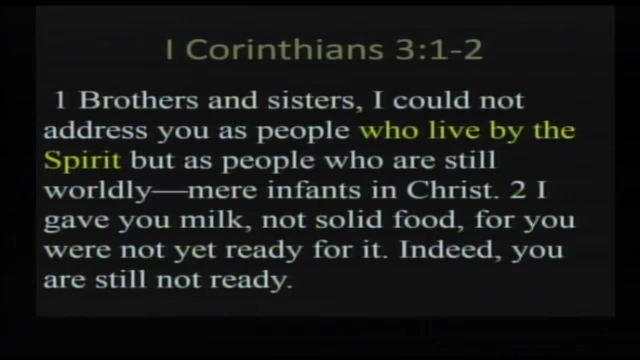 I Corinthians 3:1-2
1 Brothers and sisters, I could not
address you as people who live by the
Spirit but as people who are still
worldly—mere infants in Christ. 2 I
gave you milk, not solid food, for you
were not yet ready for it. Indeed, you
are still not ready.